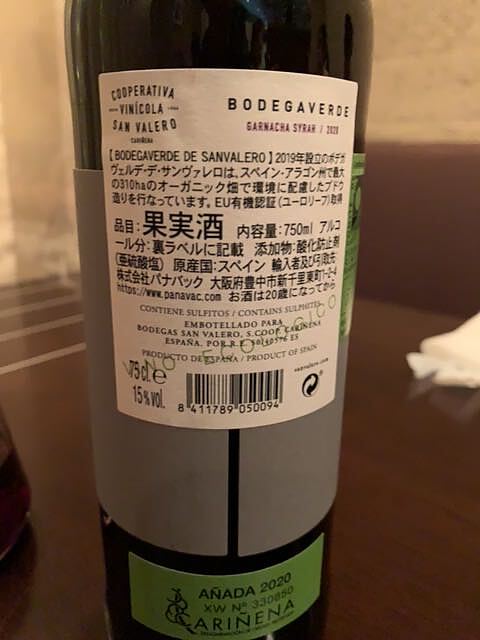 COOPERATIVA
VINÍCOLA
SAN VALERO
CARIÑENA
BODEGAVERDE
GARNACHA SYRAH / 2020
【BODEGAVERDE DE SANVALERO】2019年設立のボデガ
ヴェルデ・デ・サンヴァレロは、スペイン・アラゴン州で最大
の310haのオーガニック畑で環境に配慮したブドウ
造りを行なっています。EU有機認証(ユーロリーフ)取得
品目:果実酒 内容量:750ml アルコ
ール分:裏ラベルに記載 添加物:酸化防止剤
(亜硫酸塩) 原産国:スペイン 輸入者及び引取先:
株式会社パナバック 大阪府豊中市新千里東町1-2-4
https://www.panavac.com お酒は20歳になってから
CONTIENE SULFITOS / CONTAINS SULPHITES
EMBOTELLADO PARA
BODEGAS SAN VALERO, S.COOP. CARIÑENA
ESPAÑA. POR R.E. 50140576 ES
PRODUCTO DE ESPAÑA / PRODUCT OF SPAIN
VINO ECOLÓGICO
sanvalero.com
75 cl. e
15% vol.
8 411789 050094
AÑADA 2020
XW Nº 330850
CARIÑENA